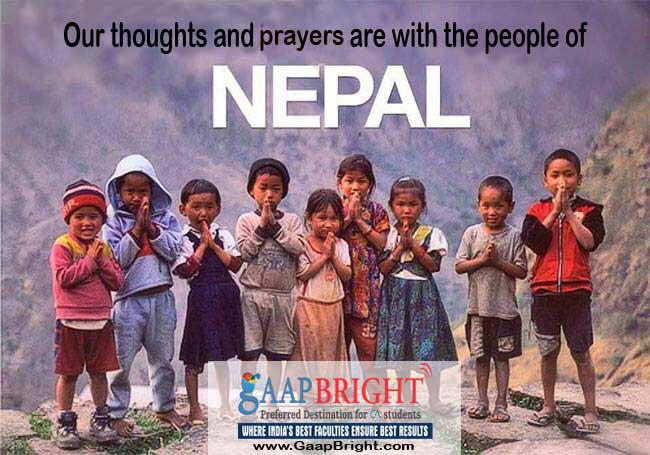 Our thoughts and prayers are with the people of
NEPAL
gAAPBRIGHT
Preferred Destination for CA students
WHERE INDIA'S BEST FACULTIES ENSURE BEST RESULTS
www.GaapBright.com